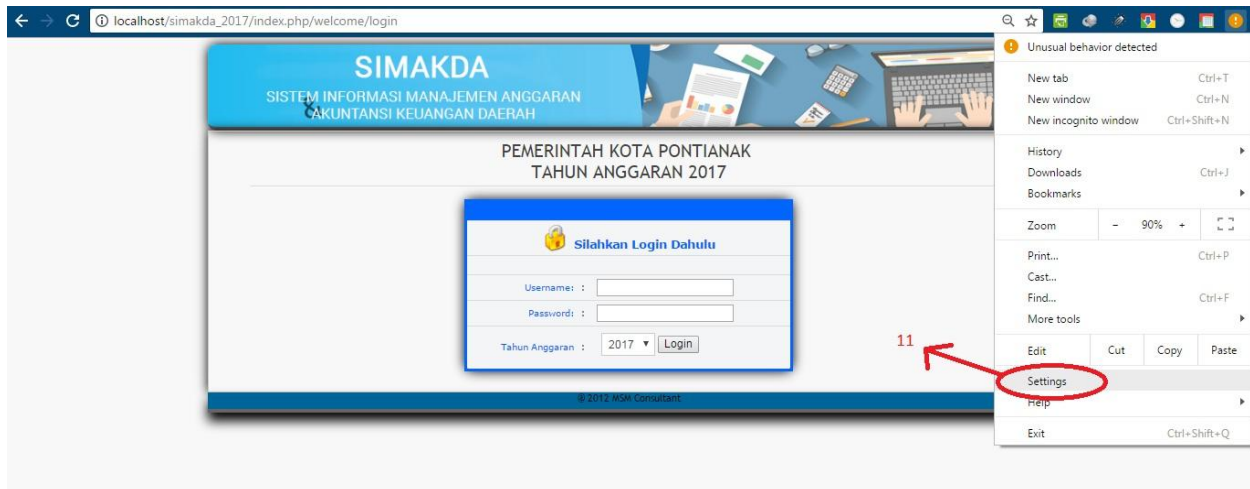 localhost/simakda_2017/index.php/welcome/login
Unusual behavior detected
New tab Ctrl+T
New window Ctrl+N
New incognito window Ctrl+Shift+N
History
Downloads Ctrl+J
Bookmarks
Zoom - 90% +
Print... Ctrl+P
Cast...
Find... Ctrl+F
More tools
Edit Cut Copy Paste
Settings
Help
Exit Ctrl+Shift+Q
SIMAKDA
SISTEM INFORMASI MANAJEMEN ANGGARAN
& AKUNTANSI KEUANGAN DAERAH
PEMERINTAH KOTA PONTIANAK
TAHUN ANGGARAN 2017
Silahkan Login Dahulu
Username: :
Password: :
Tahun Anggaran : 2017 Login
11
© 2012 MSM Consultant